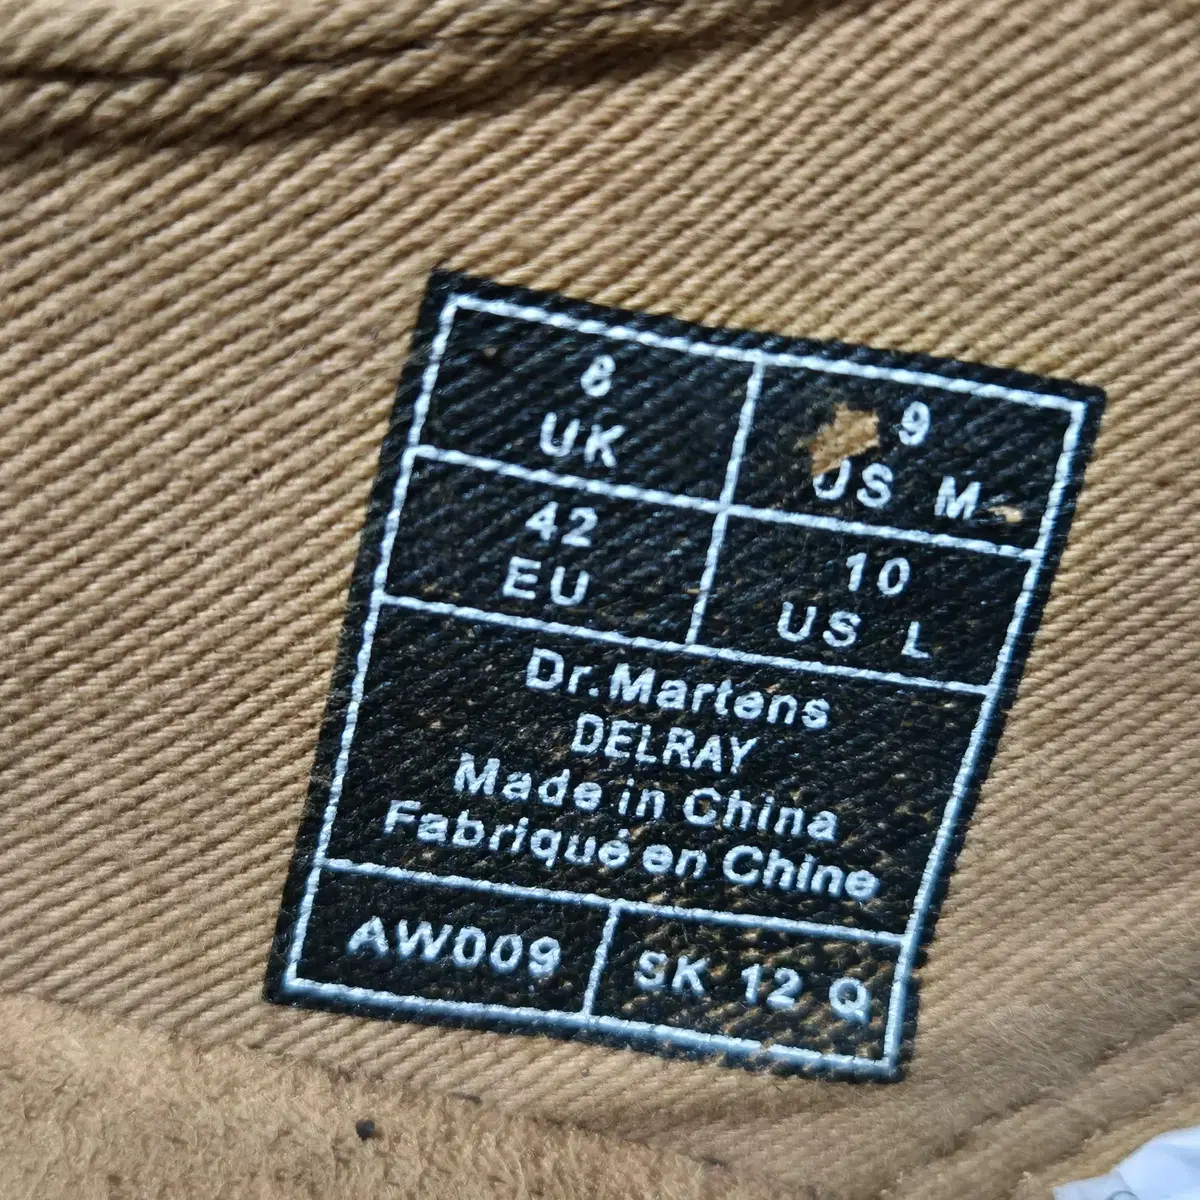 8
UK
9
US M
42
EU
10
US L
Dr.Martens
DELRAY
Made in China
Fabriqué en Chine
AW009
SK 12 Q